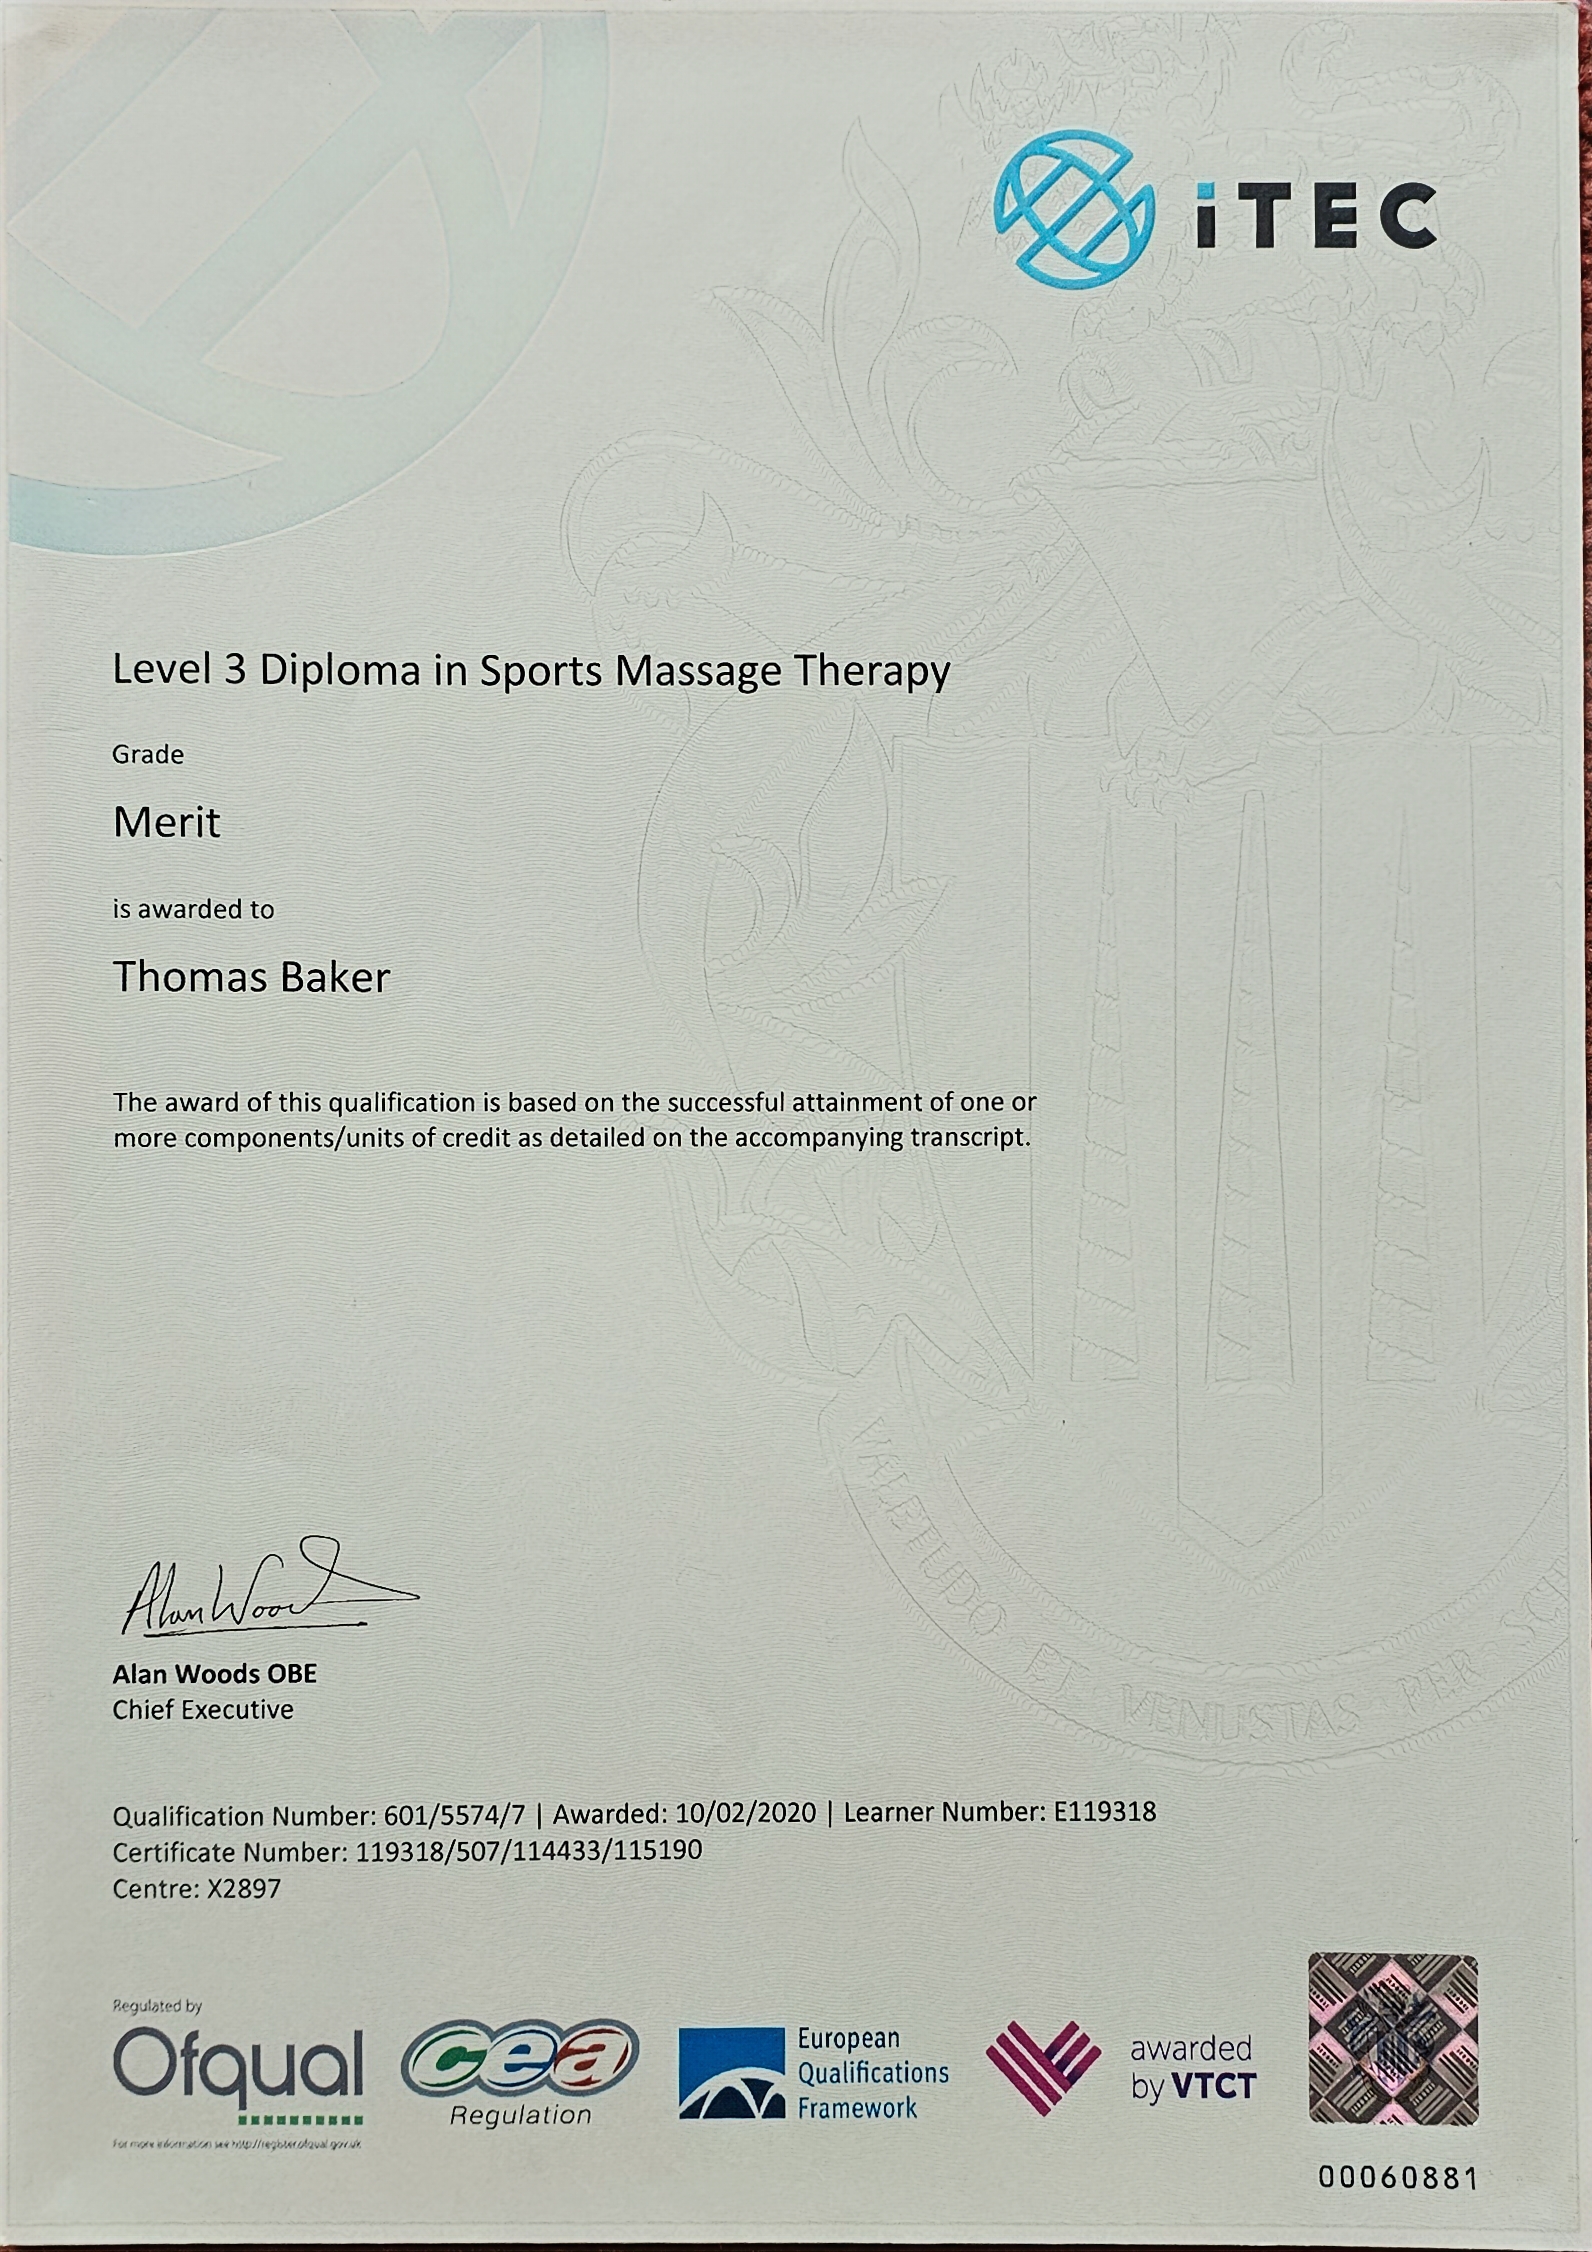 iTEC
Level 3 Diploma in Sports Massage Therapy
Grade
Merit
is awarded to
Thomas Baker
The award of this qualification is based on the successful attainment of one or
more components/units of credit as detailed on the accompanying transcript.
VALETUDO ET VENUSTAS PER
Alan Woods
Alan Woods OBE
Chief Executive
Qualification Number: 601/5574/7 | Awarded: 10/02/2020 | Learner Number: E119318
Certificate Number: 119318/507/114433/115190
Centre: X2897
Regulated by
Ofqual
For more information see http://register.ofqual.gov.uk
cea
Regulation
European
Qualifications
Framework
awarded
by VTCT
00060881